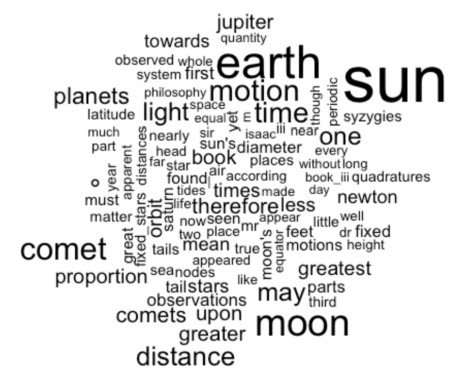 jupiter
towards quantity
observed whole earth
system first sun
planets philosophy motion
periodic
though
latitude light space time syzygies
equal yet m
much nearly sir isaac iii near one
part distances sun's diameter every
head book places without long
far star air
apparent year found according book_iii quadratures
o tides times made day newton
must life therefore less
matter stars orbit saturn now seen mr appear little well
great fixed two place feet dr fixed
comet tails mean true moon's equator motions height
appeared
proportion sea nodes greatest
tail stars like may parts
observations third
comets upon moon
greater
distance